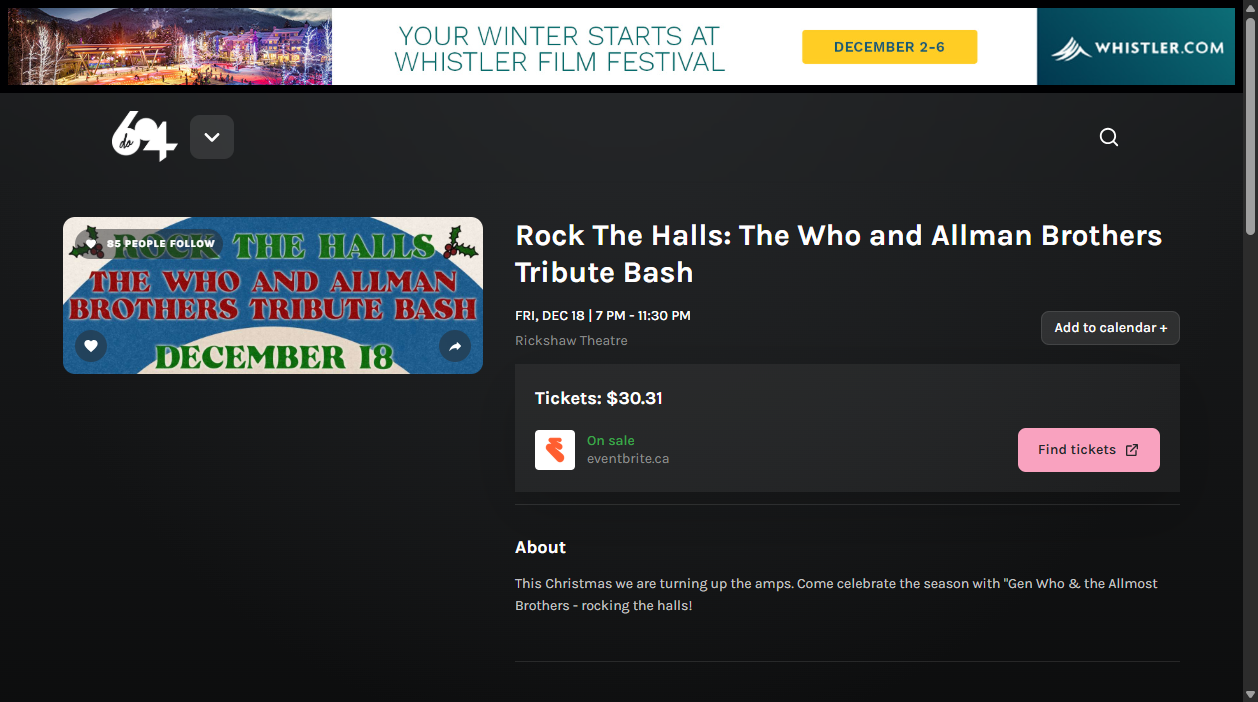 YOUR WINTER STARTS AT
WHISTLER FILM FESTIVAL
DECEMBER 2-6
WHISTLER.COM
do604
85 PEOPLE FOLLOW
ROCK THE HALLS
THE WHO AND ALLMAN
BROTHERS TRIBUTE BASH
DECEMBER 18
Rock The Halls: The Who and Allman Brothers
Tribute Bash
FRI, DEC 18 | 7 PM - 11:30 PM
Rickshaw Theatre
Add to calendar +
Tickets: $30.31
On sale
eventbrite.ca
Find tickets
About
This Christmas we are turning up the amps. Come celebrate the season with "Gen Who & the Allmost
Brothers - rocking the halls!